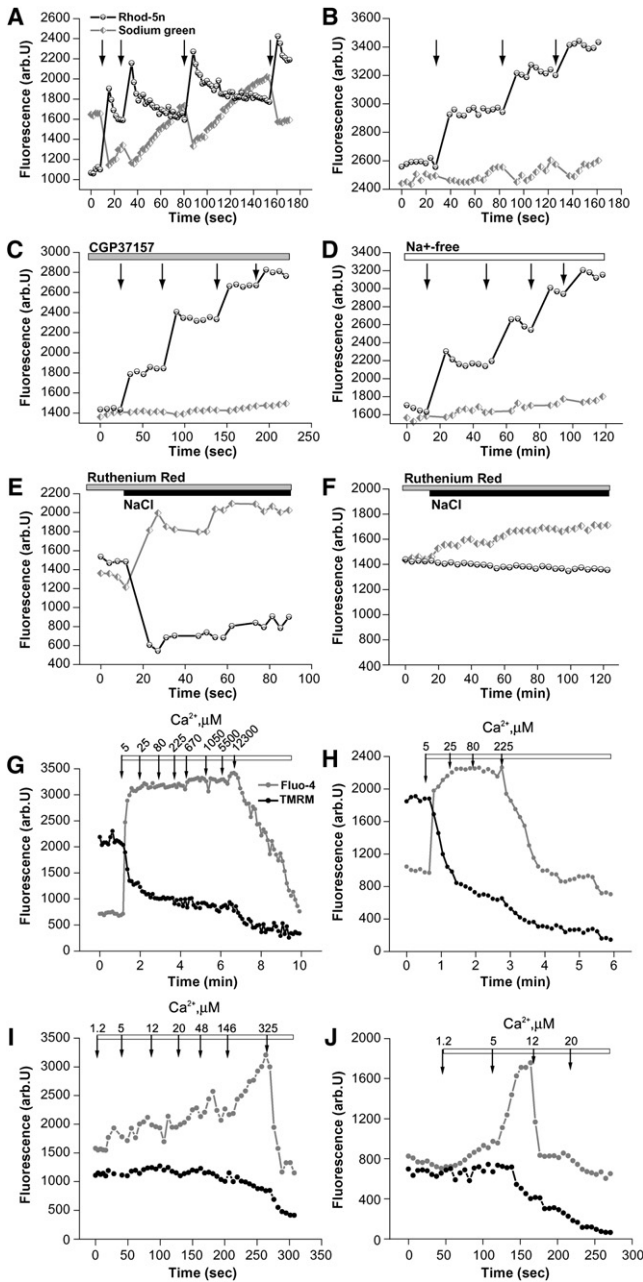 A
Rhod-5n
Sodium green
Fluorescence (arb.U)
2600
2400
2200
2000
1800
1600
1400
1200
1000
0 20 40 60 80 100 120 140 160 180
Time (sec)
B
Fluorescence (arb.U)
3600
3400
3200
3000
2800
2600
2400
0 20 40 60 80 100 120 140 160 180
Time (sec)
C
CGP37157
Fluorescence (arb.U)
3000
2800
2600
2400
2200
2000
1800
1600
1400
0 50 100 150 200 250
Time (sec)
D
Na+-free
Fluorescence (arb.U)
3400
3200
3000
2800
2600
2400
2200
2000
1800
1600
0 20 40 60 80 100 120
Time (min)
E
Ruthenium Red
NaCl
Fluorescence (arb.U)
2200
2000
1800
1600
1400
1200
1000
800
600
400
0 20 40 60 80 100
Time (sec)
F
Ruthenium Red
NaCl
Fluorescence (arb.U)
2000
1800
1600
1400
1200
1000
800
600
400
0 20 40 60 80 100 120
Time (min)
G
Ca²⁺,µM
5 25 80 225 670 1050 5500 12300
Fluo-4
TMRM
Fluorescence (arb.U)
3500
3000
2500
2000
1500
1000
500
0
0 2 4 6 8 10
Time (min)
H
Ca²⁺,µM
5 25 80 225
Fluorescence (arb.U)
2400
2000
1600
1200
800
400
0
0 1 2 3 4 5 6
Time (min)
I
Ca²⁺,µM
1.2 5 12 20 48 146 325
Fluorescence (arb.U)
3500
3000
2500
2000
1500
1000
500
0
0 50 100 150 200 250 300 350
Time (sec)
J
Ca²⁺,µM
1.2 5 12 20
Fluorescence (arb.U)
2000
1600
1200
800
400
0
0 50 100 150 200 250 300
Time (sec)